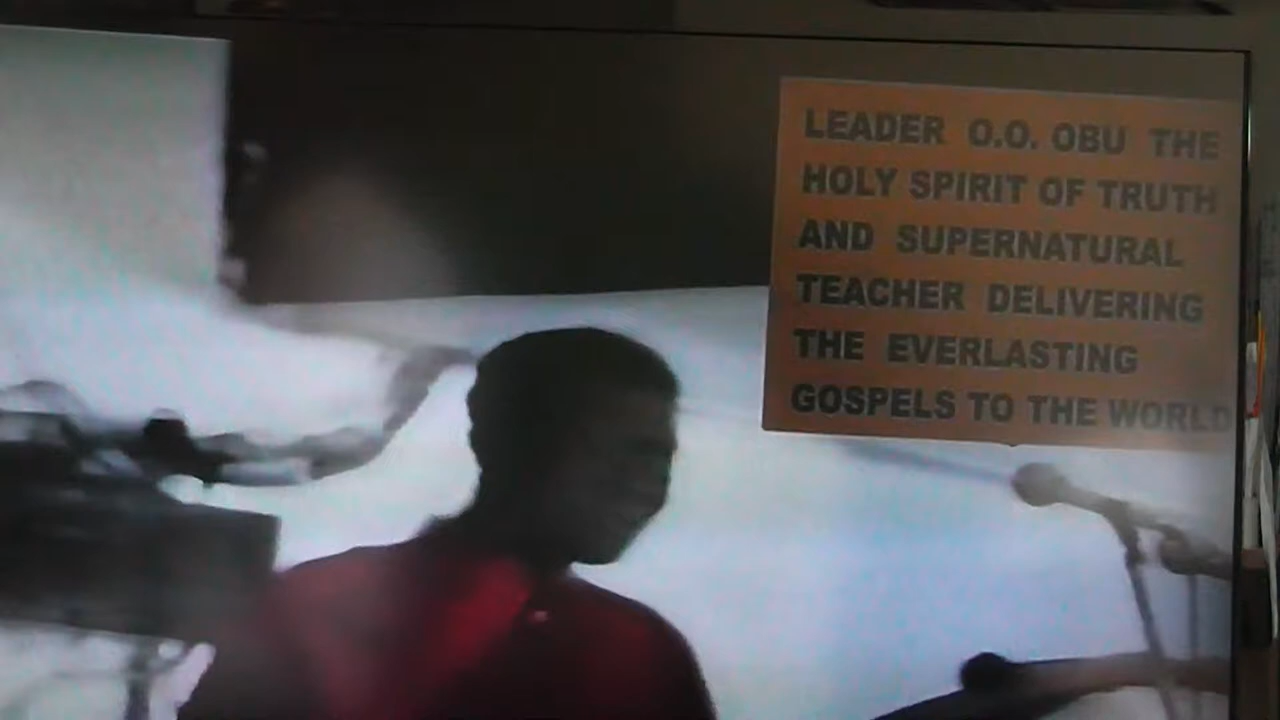 LEADER O.O. OBU THE
HOLY SPIRIT OF TRUTH
AND SUPERNATURAL
TEACHER DELIVERING
THE EVERLASTING
GOSPELS TO THE WORLD